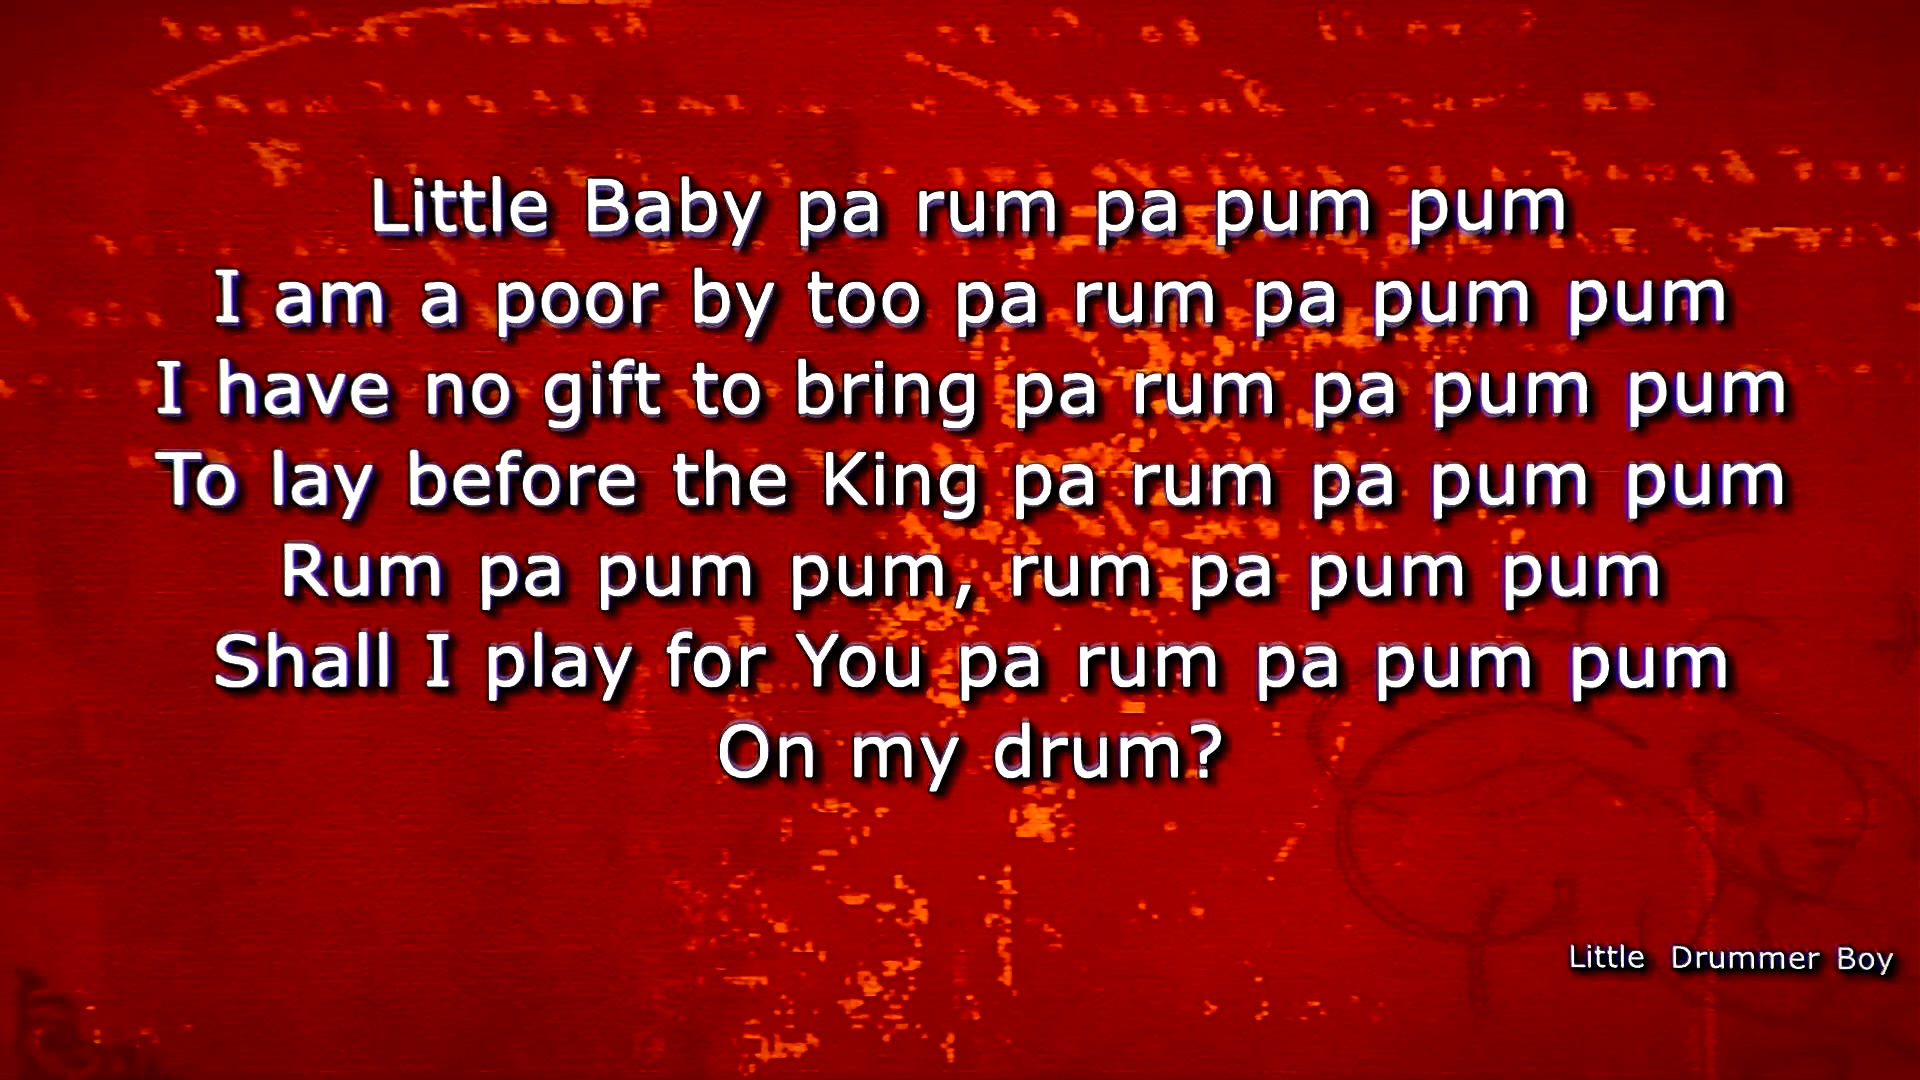 Little Baby pa rum pa pum pum
I am a poor by too pa rum pa pum pum
I have no gift to bring pa rum pa pum pum
To lay before the King pa rum pa pum pum
Rum pa pum pum, rum pa pum pum
Shall I play for You pa rum pa pum pum
On my drum?
Little Drummer Boy